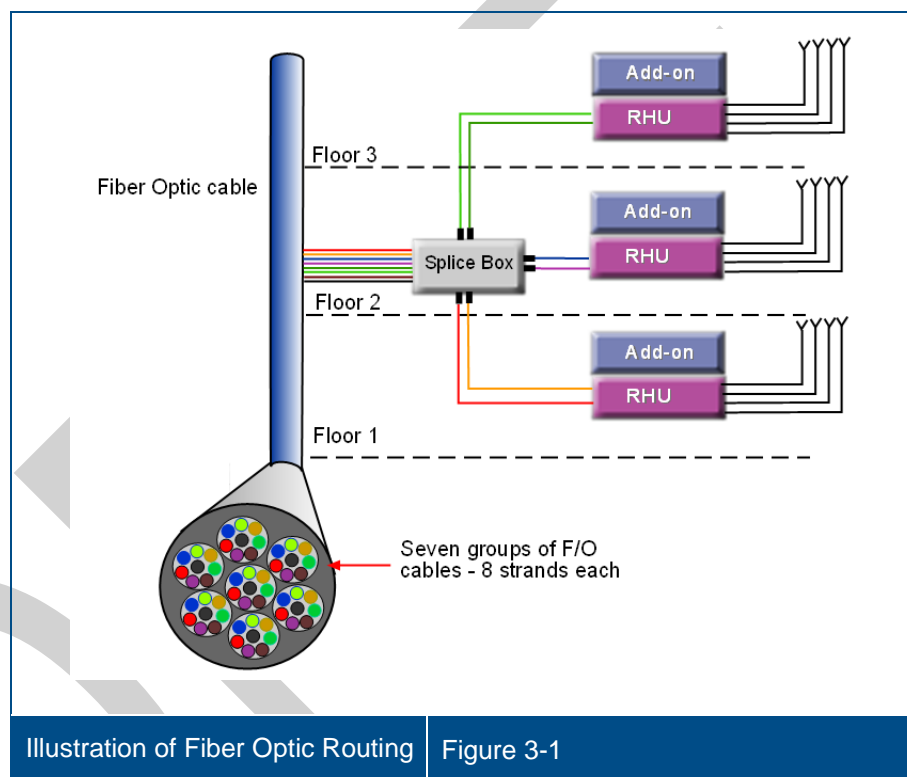 Add-on
RHU
Floor 3
Fiber Optic cable
Add-on
Splice Box
RHU
Floor 2
Add-on
RHU
Floor 1
Seven groups of F/O
cables - 8 strands each
Illustration of Fiber Optic Routing
Figure 3-1